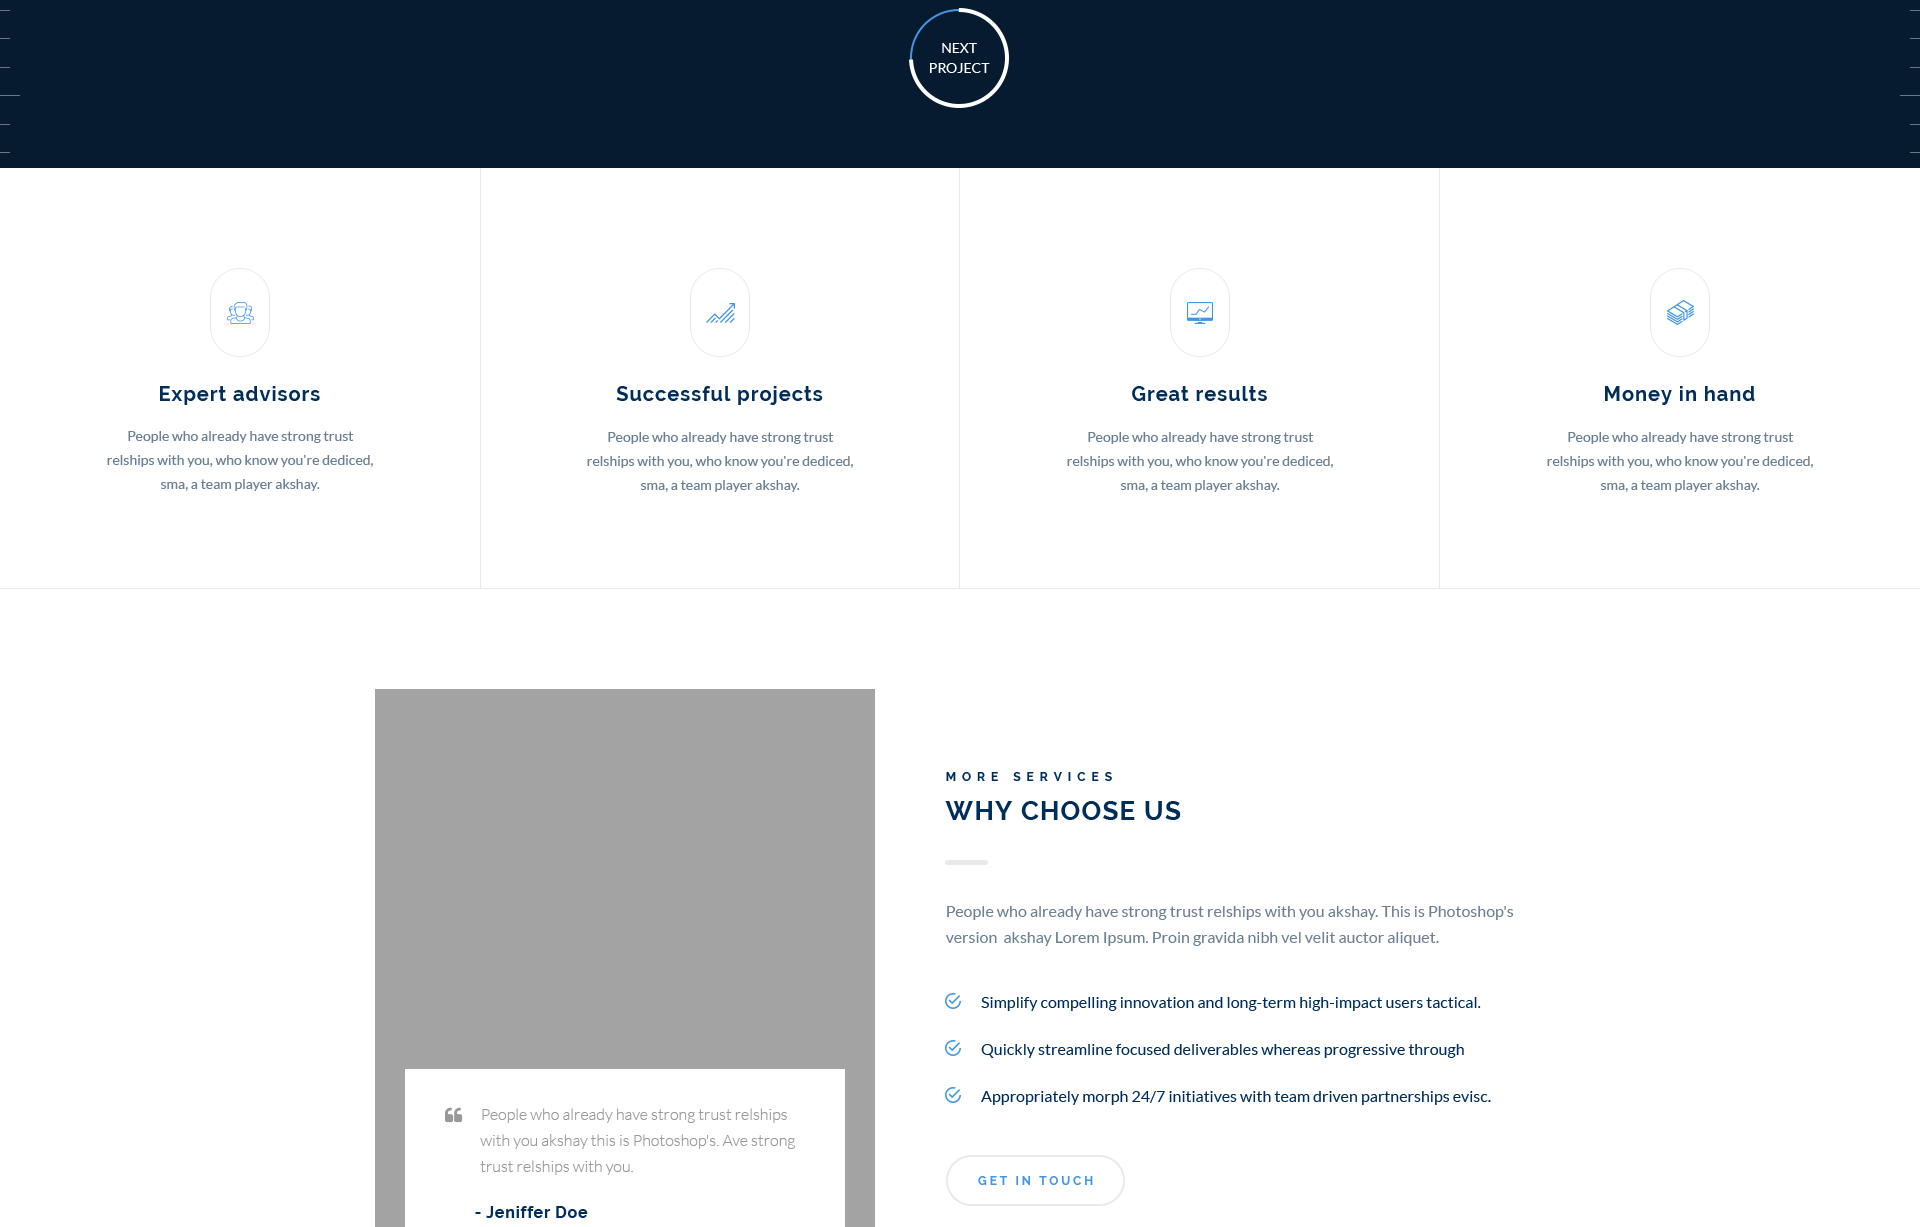 NEXT
PROJECT
Expert advisors
People who already have strong trust
relships with you, who know you're dediced,
sma, a team player akshay.
Successful projects
People who already have strong trust
relships with you, who know you're dediced,
sma, a team player akshay.
Great results
People who already have strong trust
relships with you, who know you're dediced,
sma, a team player akshay.
Money in hand
People who already have strong trust
relships with you, who know you're dediced,
sma, a team player akshay.
MORE SERVICES
WHY CHOOSE US
People who already have strong trust relships with you akshay. This is Photoshop's
version  akshay Lorem Ipsum. Proin gravida nibh vel velit auctor aliquet.
Simplify compelling innovation and long-term high-impact users tactical.
Quickly streamline focused deliverables whereas progressive through
Appropriately morph 24/7 initiatives with team driven partnerships evisc.
GET IN TOUCH
“ People who already have strong trust relships
with you akshay this is Photoshop's. Ave strong
trust relships with you.
- Jeniffer Doe